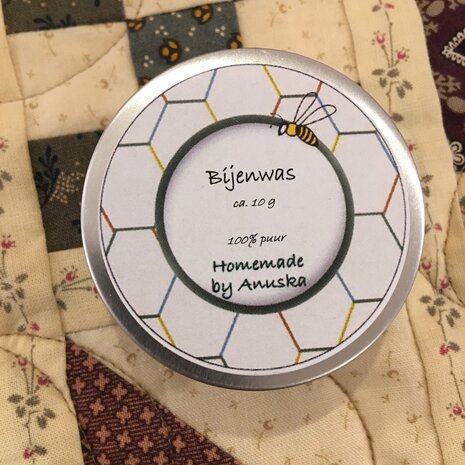 Bijenwas
ca. 10 g
100% puur
Homemade
by Anuska